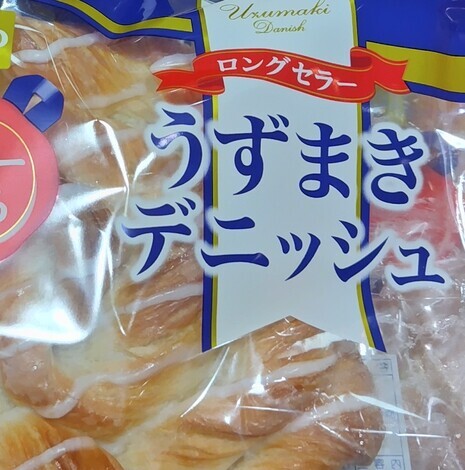 Uzumaki
Danish
ロングセラー
うずまき
デニッシュ